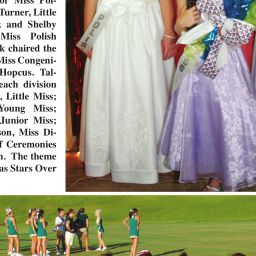 or Miss Pol-
Turner, Little
and Shelby
Miss Polish
k chaired the
Miss Congeni-
Hopcus. Tal-
each division
, Little Miss;
Young Miss;
Junior Miss;
son, Miss Di-
f Ceremonies
n. The theme
as Stars Over